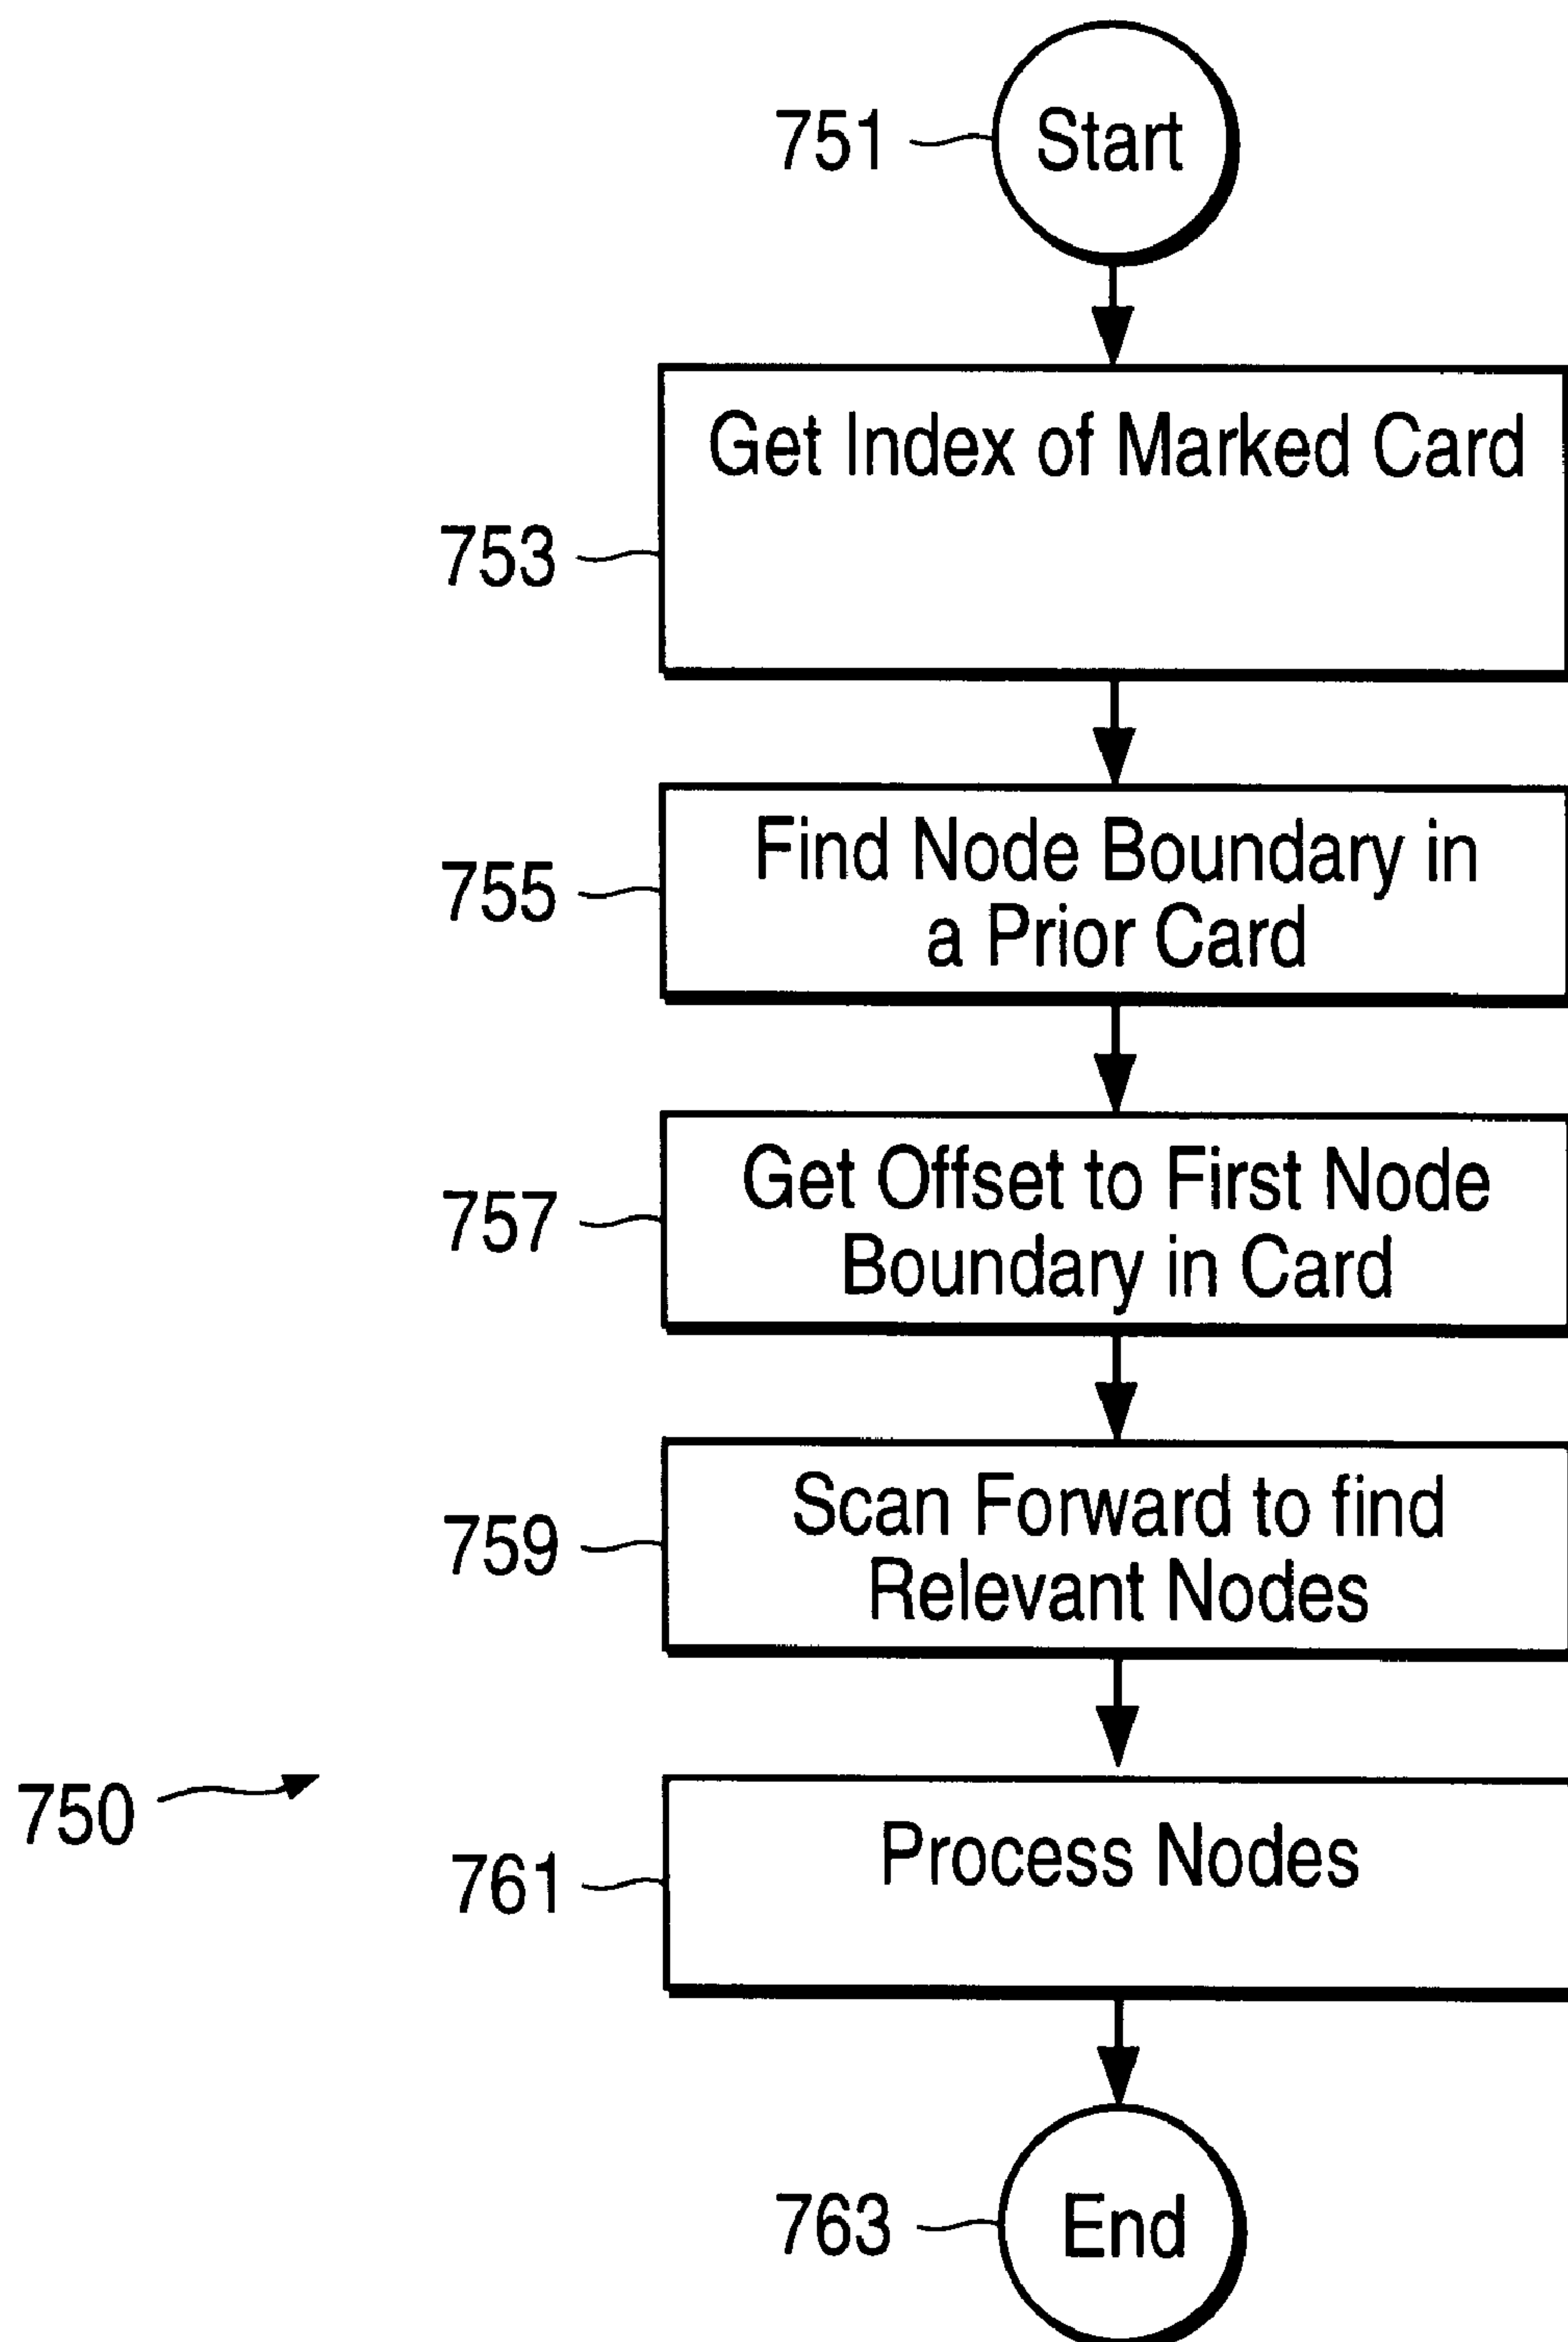 751
Start
Get Index of Marked Card
753
Find Node Boundary in
a Prior Card
755
Get Offset to First Node
Boundary in Card
757
Scan Forward to find
Relevant Nodes
759
750
Process Nodes
761
763
End